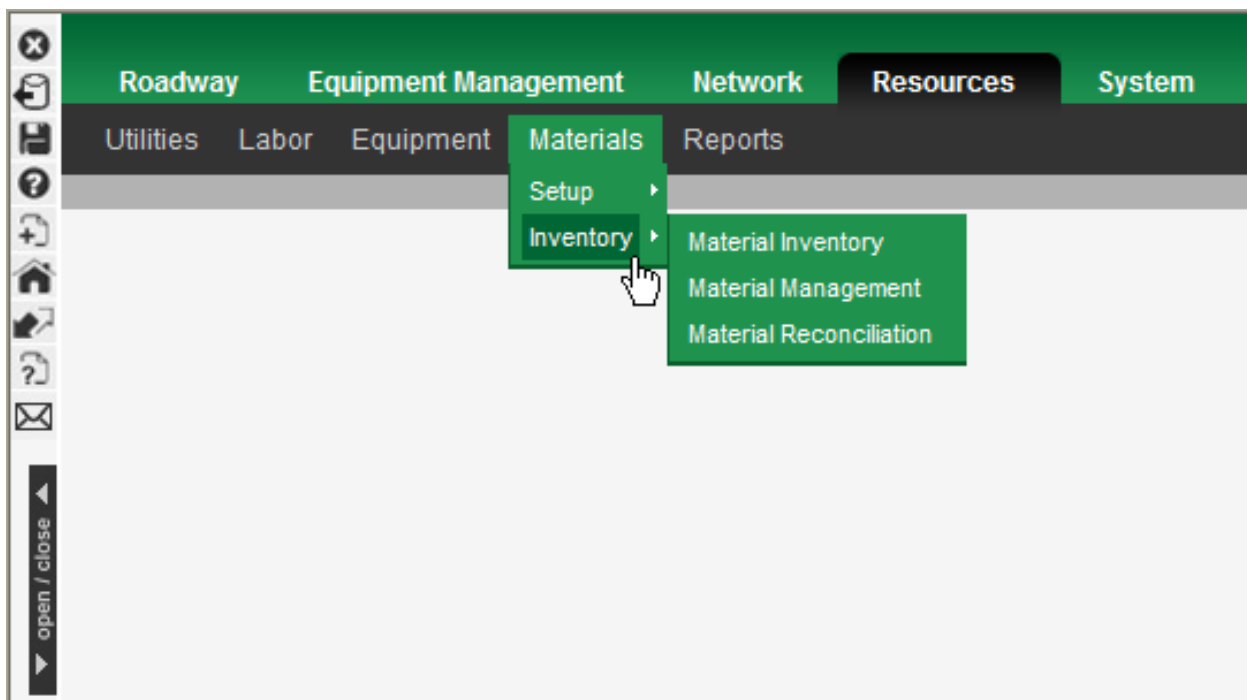 Roadway Equipment Management Network Resources System
Utilities Labor Equipment Materials Reports
Setup
Inventory
Material Inventory
Material Management
Material Reconciliation
open / close